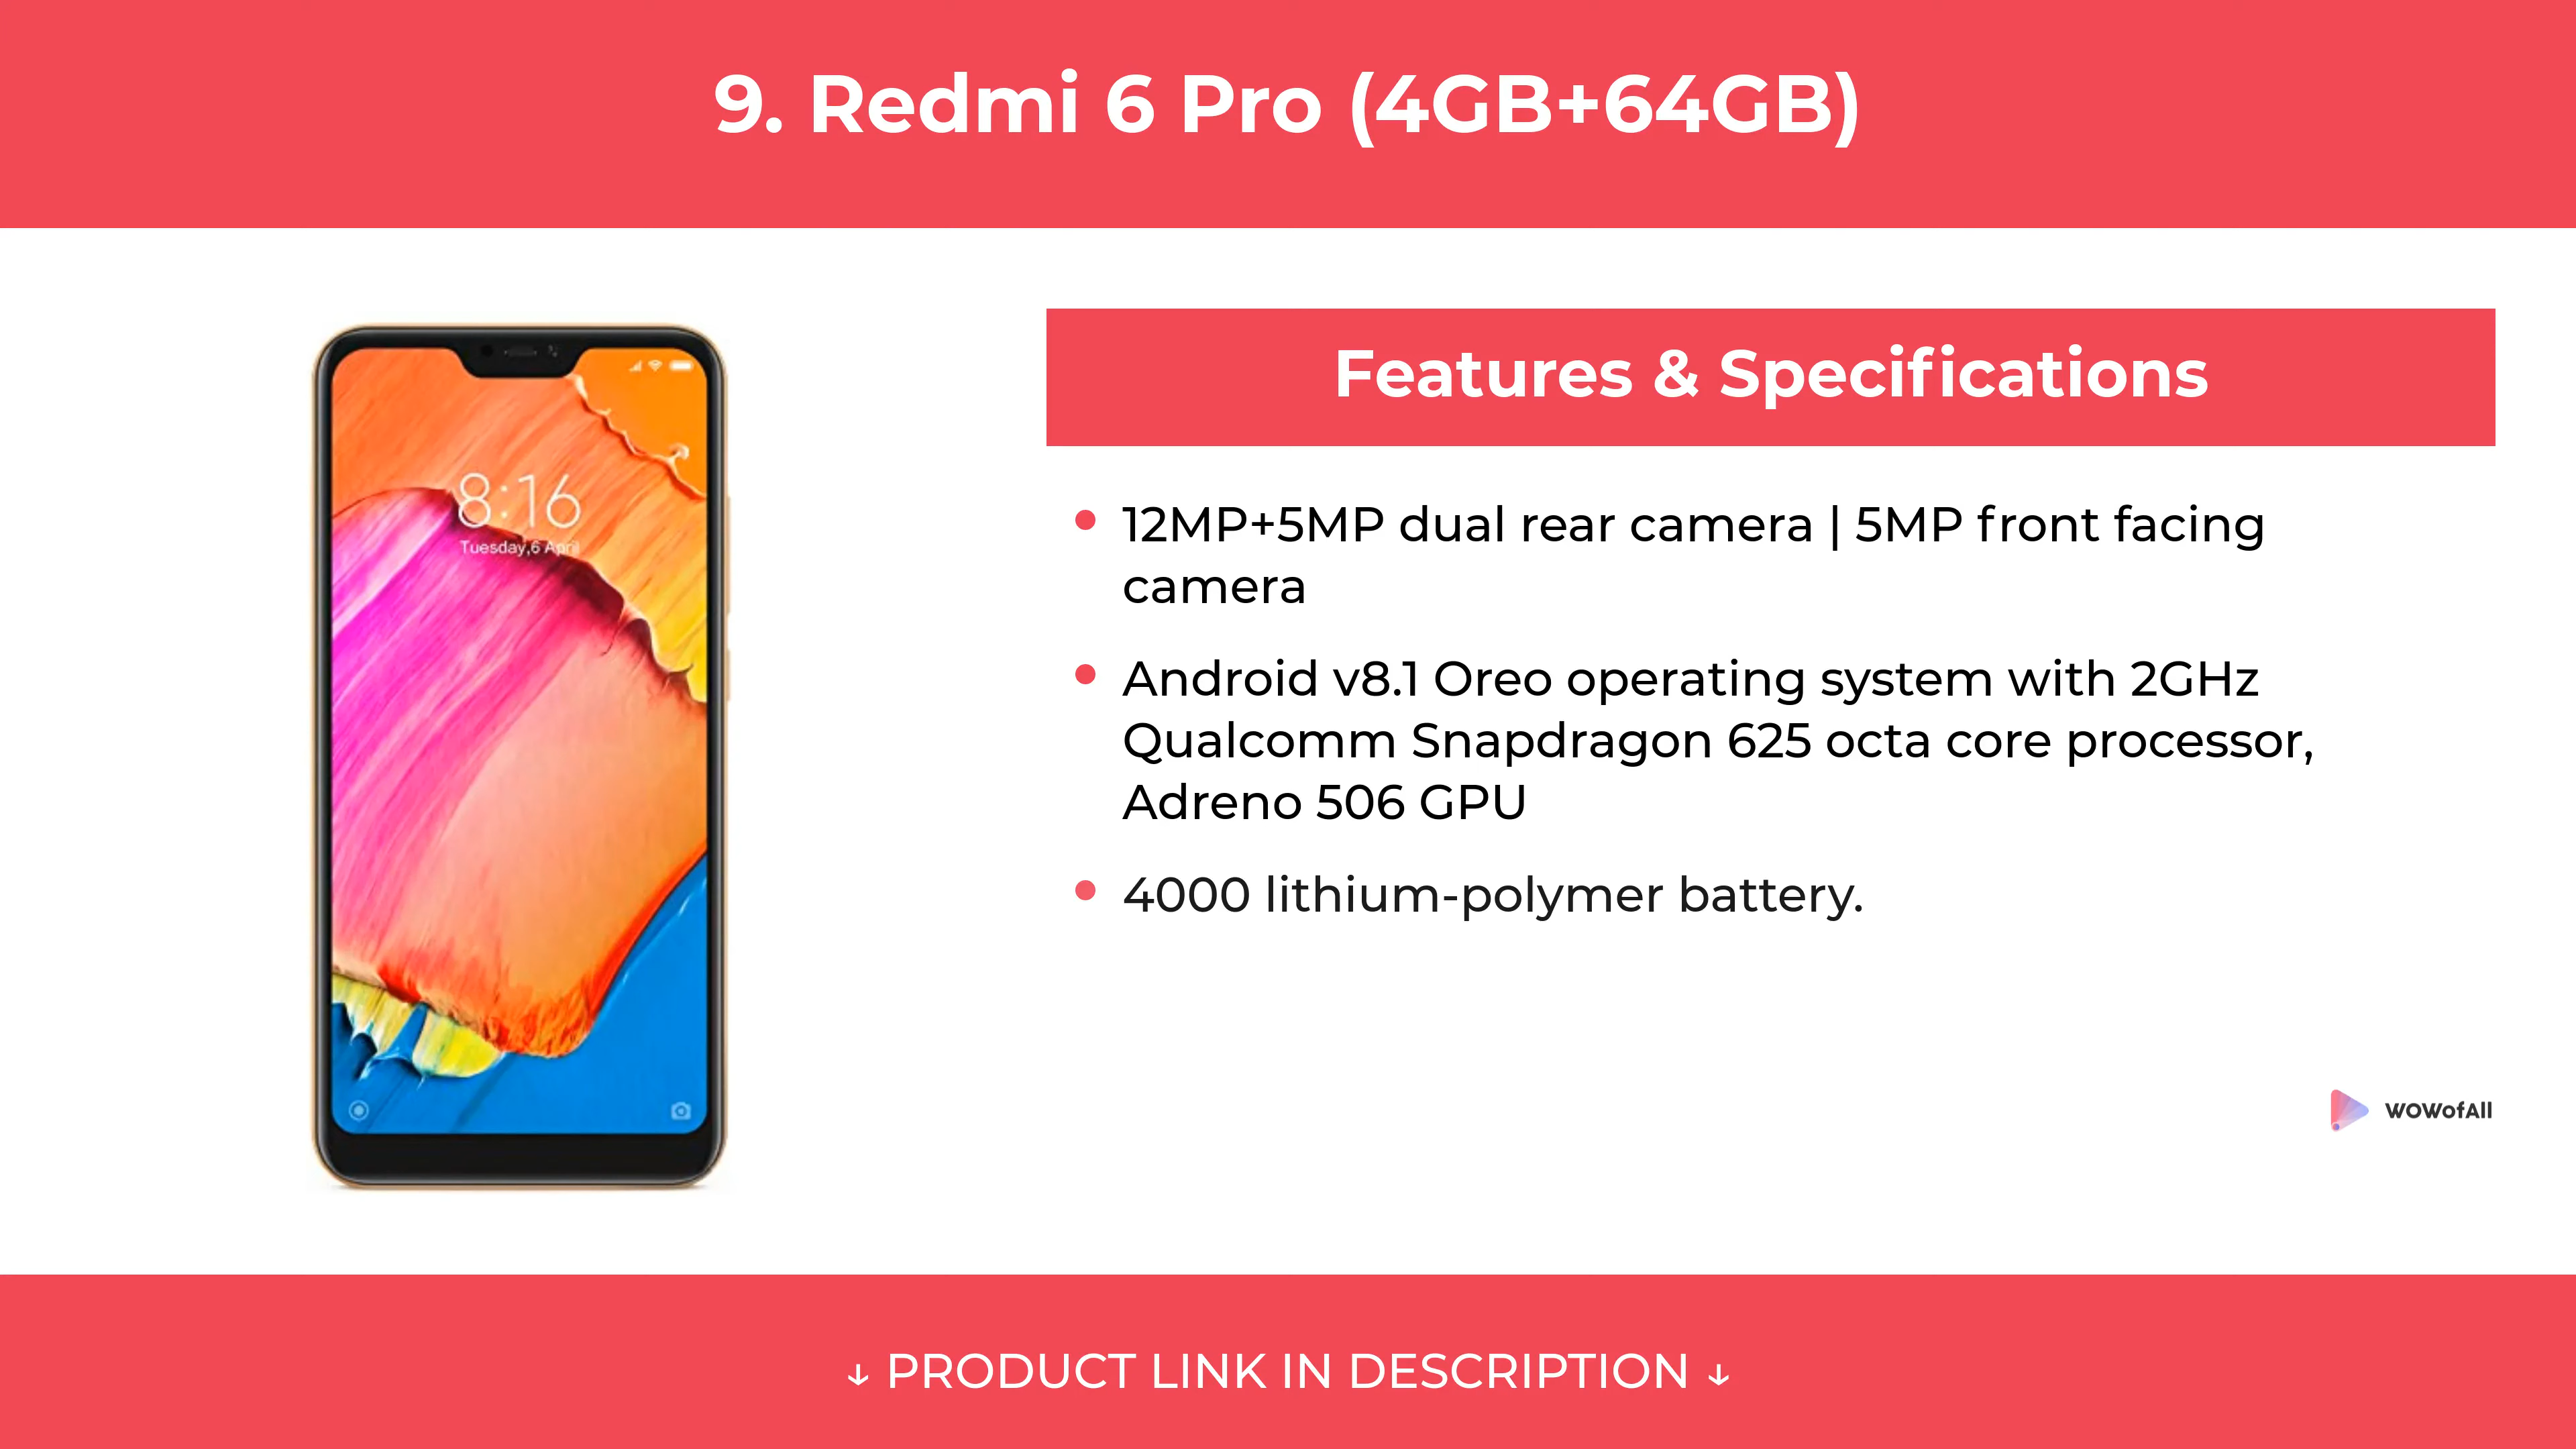 9. Redmi 6 Pro (4GB+64GB)
Features & Specifications
8:16
Tuesday,6 April
• 12MP+5MP dual rear camera | 5MP front facing
camera
• Android v8.1 Oreo operating system with 2GHz
Qualcomm Snapdragon 625 octa core processor,
Adreno 506 GPU
• 4000 lithium-polymer battery.
WOWofAll
↓ PRODUCT LINK IN DESCRIPTION ↓